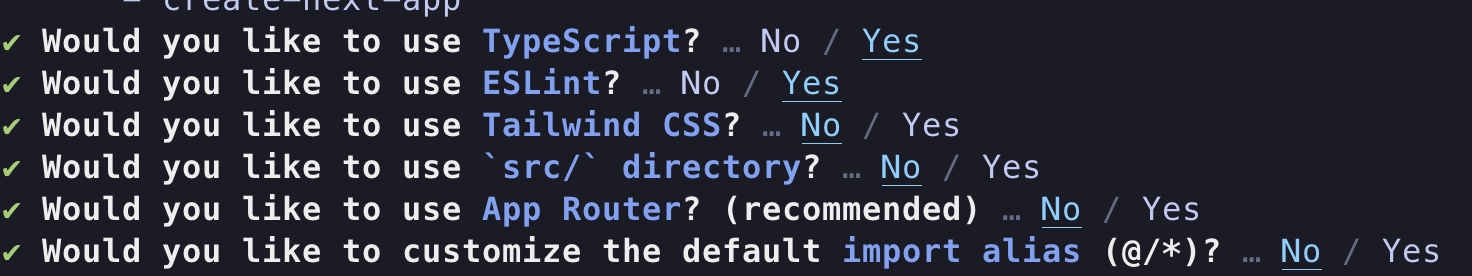 – create-next-app
✔ Would you like to use TypeScript? … No / Yes
✔ Would you like to use ESLint? … No / Yes
✔ Would you like to use Tailwind CSS? … No / Yes
✔ Would you like to use `src/` directory? … No / Yes
✔ Would you like to use App Router? (recommended) … No / Yes
✔ Would you like to customize the default import alias (@/*)? … No / Yes